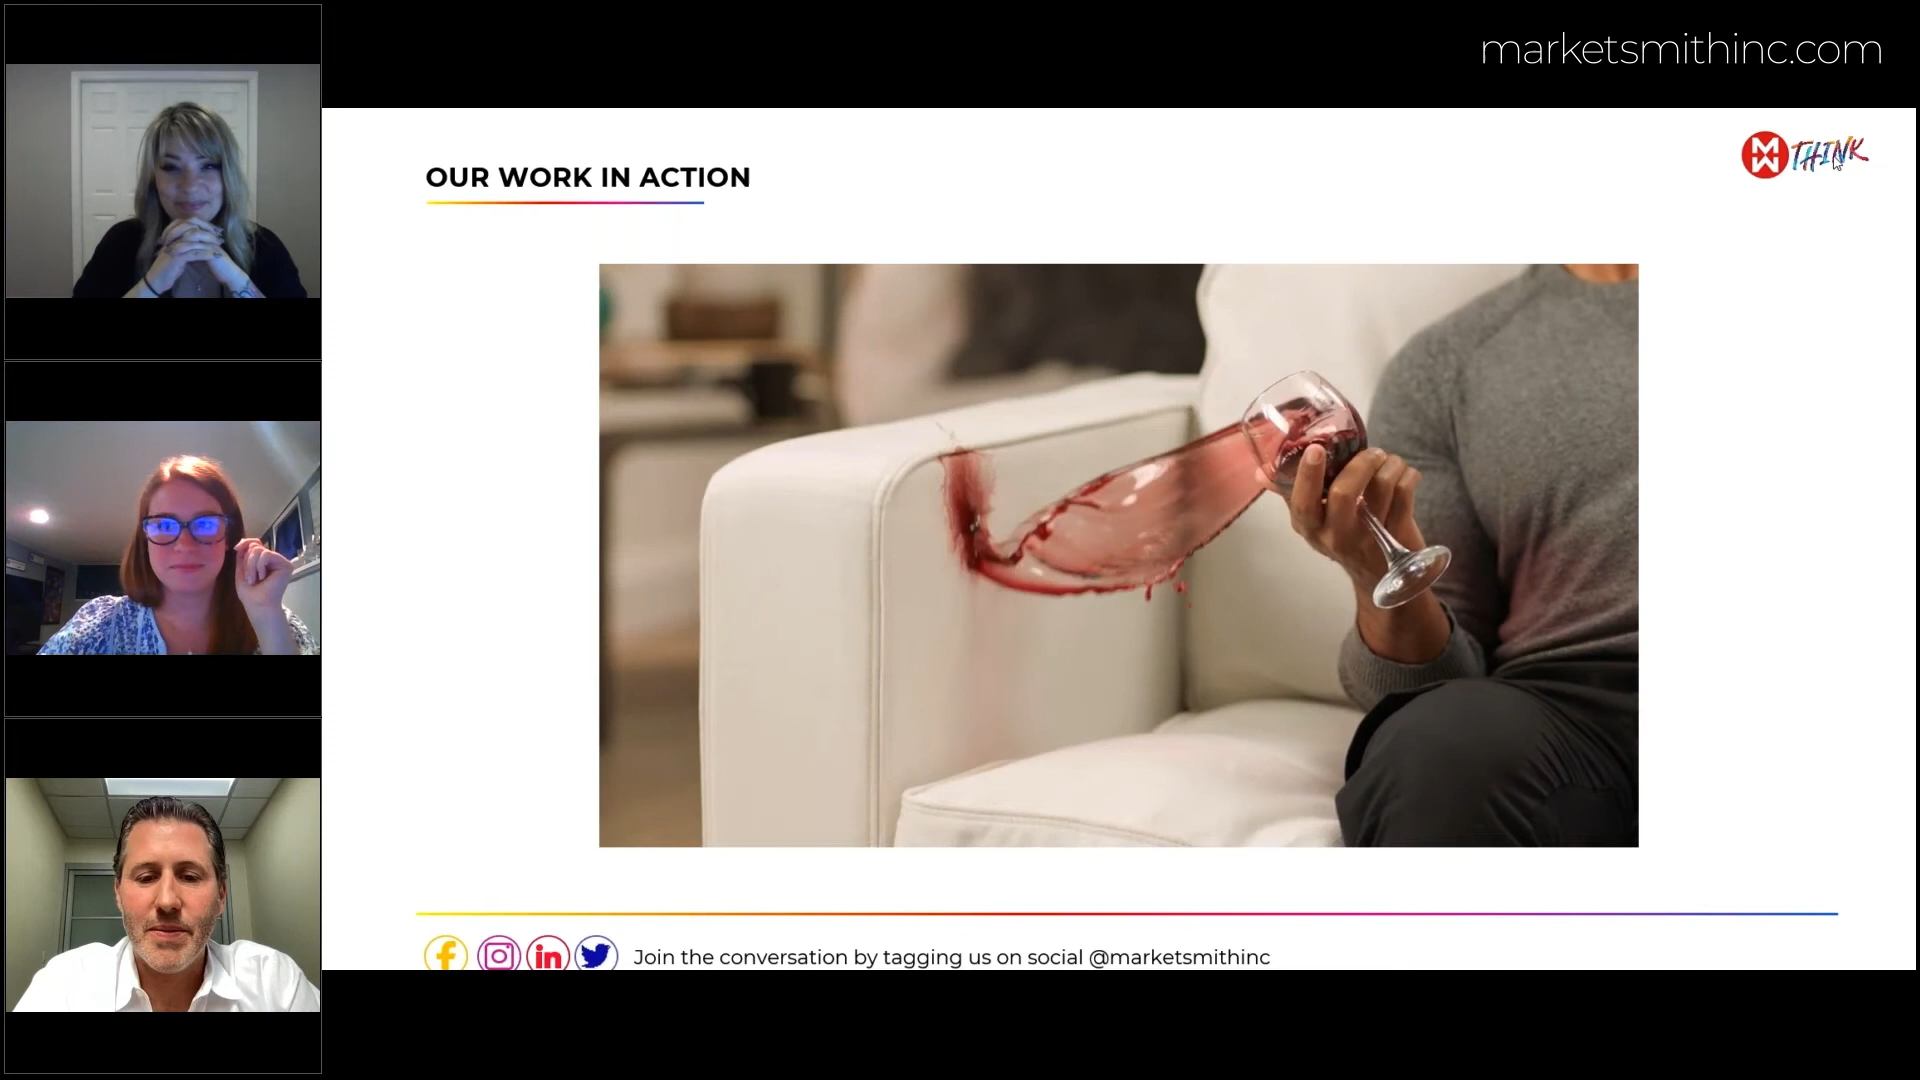 marketsmithinc.com
OUR WORK IN ACTION
THINK
Join the conversation by tagging us on social @marketsmithinc